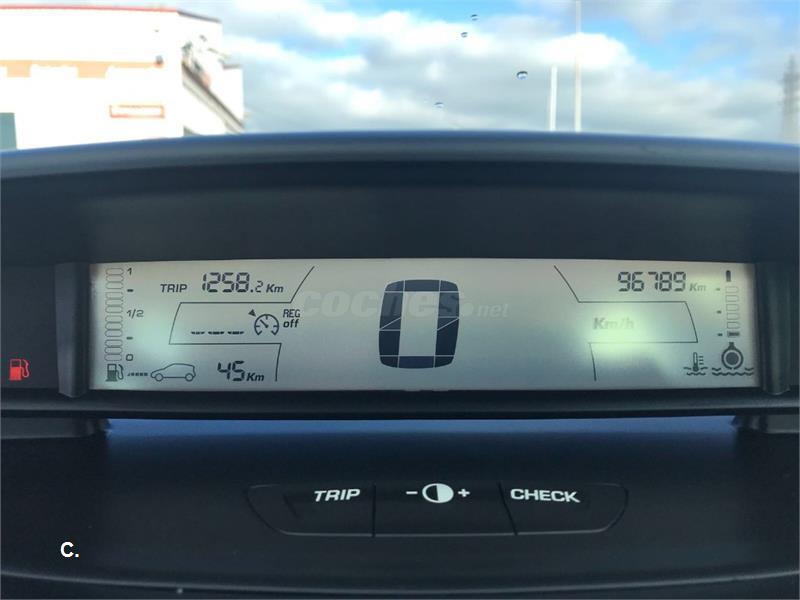 1
TRIP 1258.2 Km
96789 Km
1/2
REG
off
0
coches.net
Km/h
0
45 Km
TRIP
- +
CHECK
C.